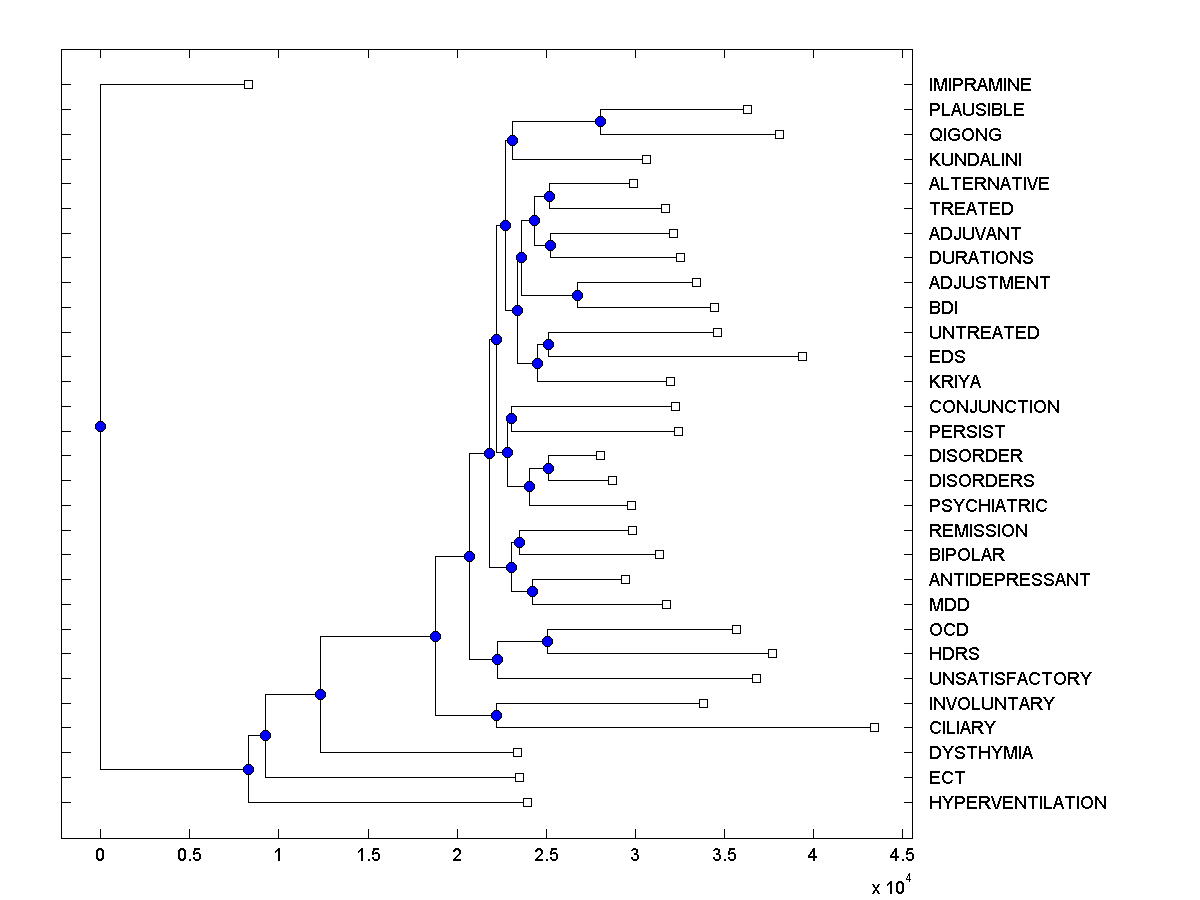 IMIPRAMINE
PLAUSIBLE
QIGONG
KUNDALINI
ALTERNATIVE
TREATED
ADJUVANT
DURATIONS
ADJUSTMENT
BDI
UNTREATED
EDS
KRIYA
CONJUNCTION
PERSIST
DISORDER
DISORDERS
PSYCHIATRIC
REMISSION
BIPOLAR
ANTIDEPRESSANT
MDD
OCD
HDRS
UNSATISFACTORY
INVOLUNTARY
CILIARY
DYSTHYMIA
ECT
HYPERVENTILATION
0 0.5 1 1.5 2 2.5 3 3.5 4 4.5
x 10^4